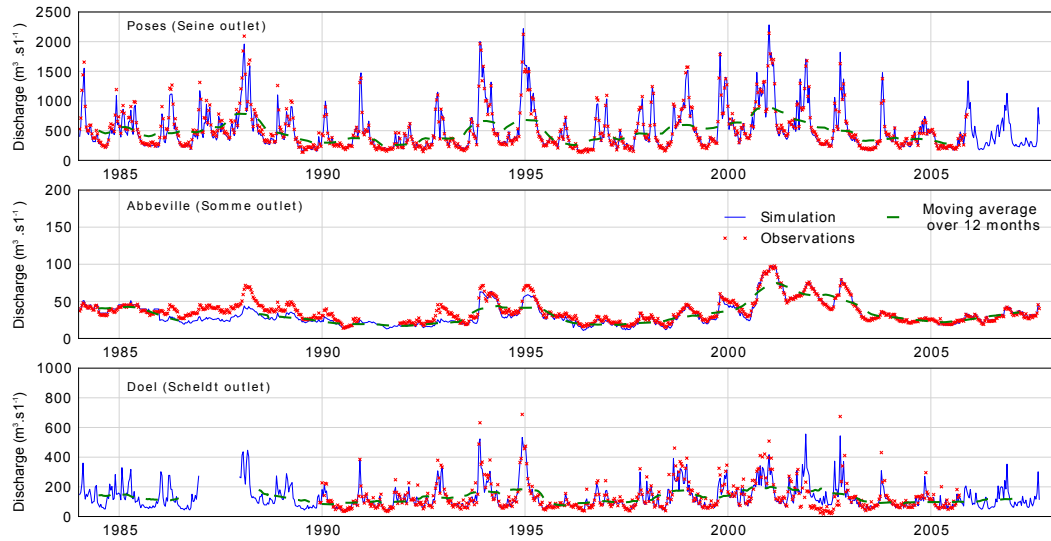 Poses (Seine outlet)
Discharge (m³ .s1⁻¹ )
2500
2000
1500
1000
500
0
1985 1990 1995 2000 2005
Abbeville (Somme outlet)
Discharge (m³ .s1⁻¹ )
200
150
100
50
0
Simulation
Observations
Moving average
over 12 months
1985 1990 1995 2000 2005
Doel (Scheldt outlet)
Discharge (m³.s1⁻¹ )
1000
800
600
400
200
0
1985 1990 1995 2000 2005